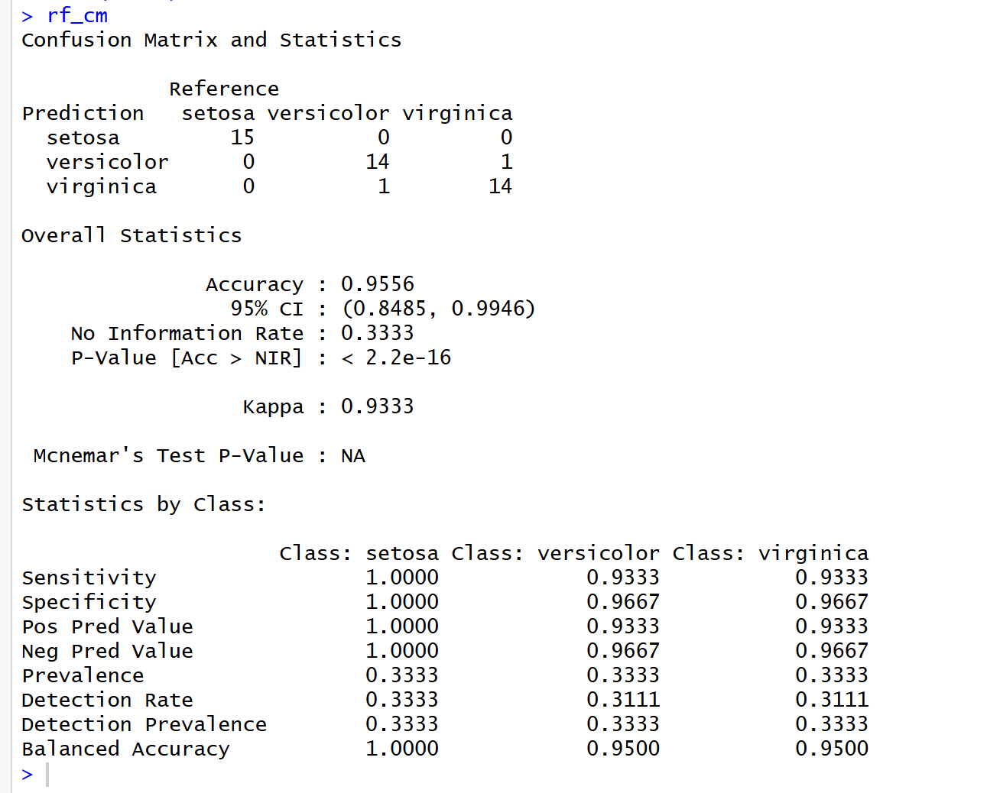 > rf_cm
Confusion Matrix and Statistics
Reference
Prediction setosa versicolor virginica
setosa 15 0 0
versicolor 0 14 1
virginica 0 1 14
Overall Statistics
Accuracy : 0.9556
95% CI : (0.8485, 0.9946)
No Information Rate : 0.3333
P-Value [Acc > NIR] : < 2.2e-16
Kappa : 0.9333
Mcnemar's Test P-Value : NA
Statistics by Class:
Class: setosa Class: versicolor Class: virginica
Sensitivity 1.0000 0.9333 0.9333
Specificity 1.0000 0.9667 0.9667
Pos Pred Value 1.0000 0.9333 0.9333
Neg Pred Value 1.0000 0.9667 0.9667
Prevalence 0.3333 0.3333 0.3333
Detection Rate 0.3333 0.3111 0.3111
Detection Prevalence 0.3333 0.3333 0.3333
Balanced Accuracy 1.0000 0.9500 0.9500
>